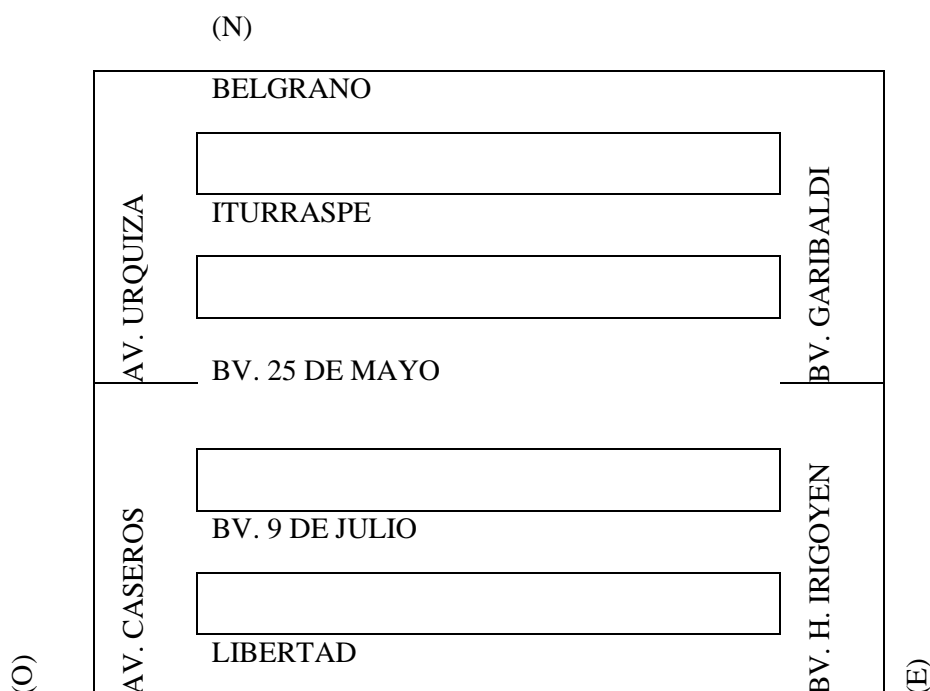 (N)
BELGRANO
ITURRASPE
AV. URQUIZA
BV. GARIBALDI
BV. 25 DE MAYO
BV. 9 DE JULIO
AV. CASEROS
BV. H. IRIGOYEN
LIBERTAD
(O)
(E)